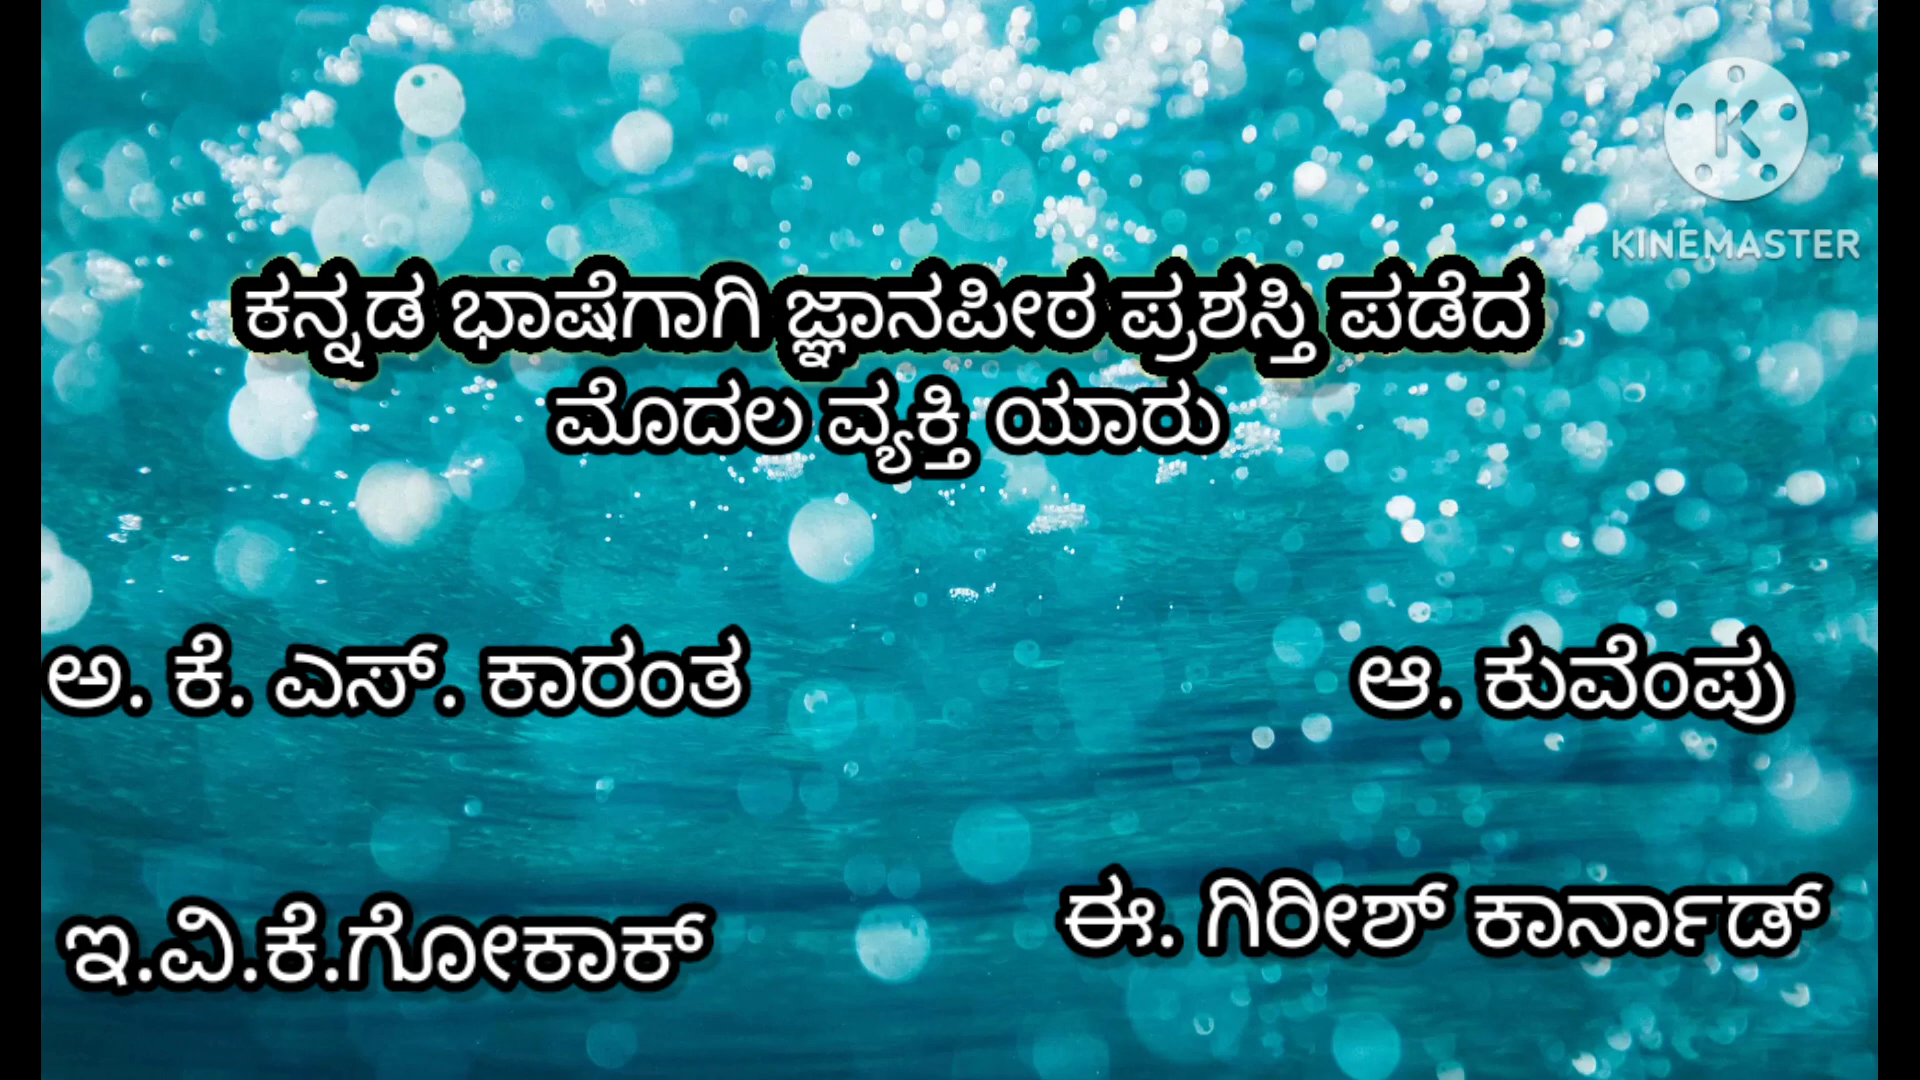 KINEMASTER
ಕನ್ನಡ ಭಾಷೆಗಾಗಿ ಜ್ಞಾನಪೀಠ ಪ್ರಶಸ್ತಿ ಪಡೆದ
ಮೊದಲ ವ್ಯಕ್ತಿ ಯಾರು
ಅ. ಕೆ. ಎಸ್. ಕಾರಂತ
ಆ. ಕುವೆಂಪು
ಇ.ವಿ.ಕೆ.ಗೋಕಾಕ್
ಈ. ಗಿರೀಶ್ ಕಾರ್ನಾಡ್